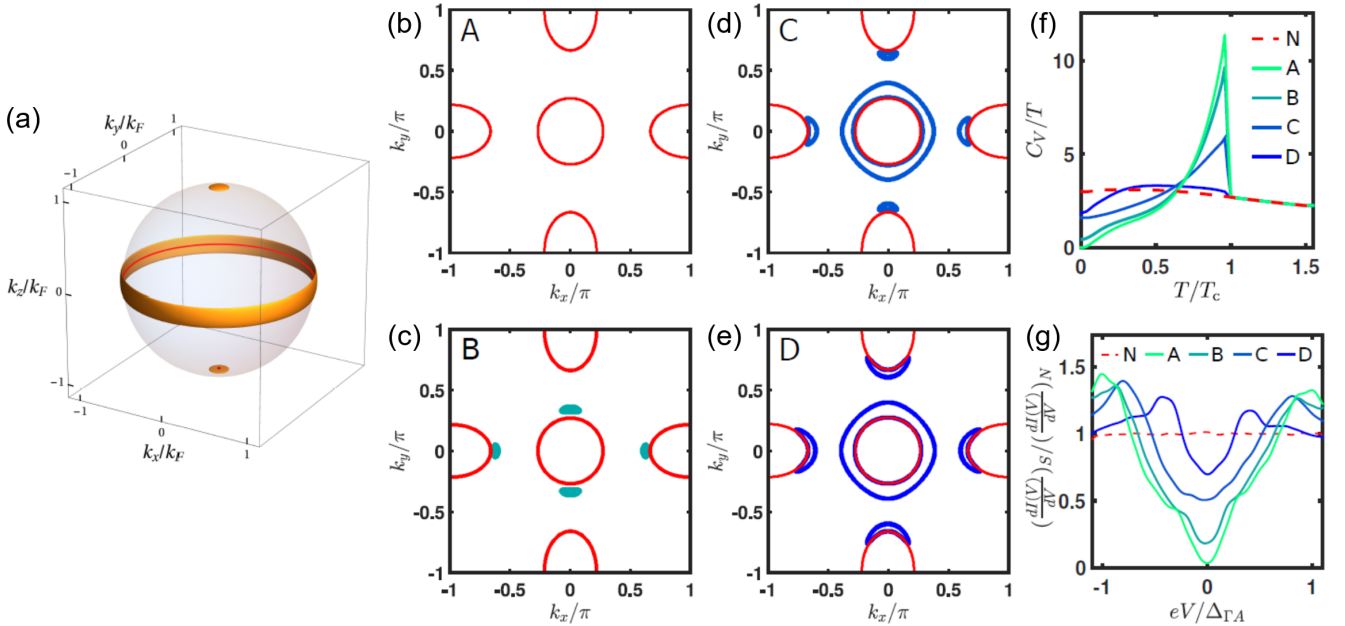 (a)
k_y/k_F
-1
0
1
1
k_z/k_F
0
-1
-1
0
1
k_x/k_F
(b)
A
1
0.5
0
-0.5
-1
k_y/π
-1
-0.5
0
0.5
1
k_x/π
(c)
B
1
0.5
0
-0.5
-1
k_y/π
-1
-0.5
0
0.5
1
k_x/π
(d)
C
1
0.5
0
-0.5
-1
k_y/π
-1
-0.5
0
0.5
1
k_x/π
(e)
D
1
0.5
0
-0.5
-1
k_y/π
-1
-0.5
0
0.5
1
k_x/π
(f)
N
A
B
C
D
10
5
0
C_V/T
0
0.5
1
1.5
T/T_c
(g)
N A B C D
1.5
1
0.5
0
(dI(V)/dV)_S/(dI(V)/dV)_N
-1
0
1
eV/Δ_ΓA